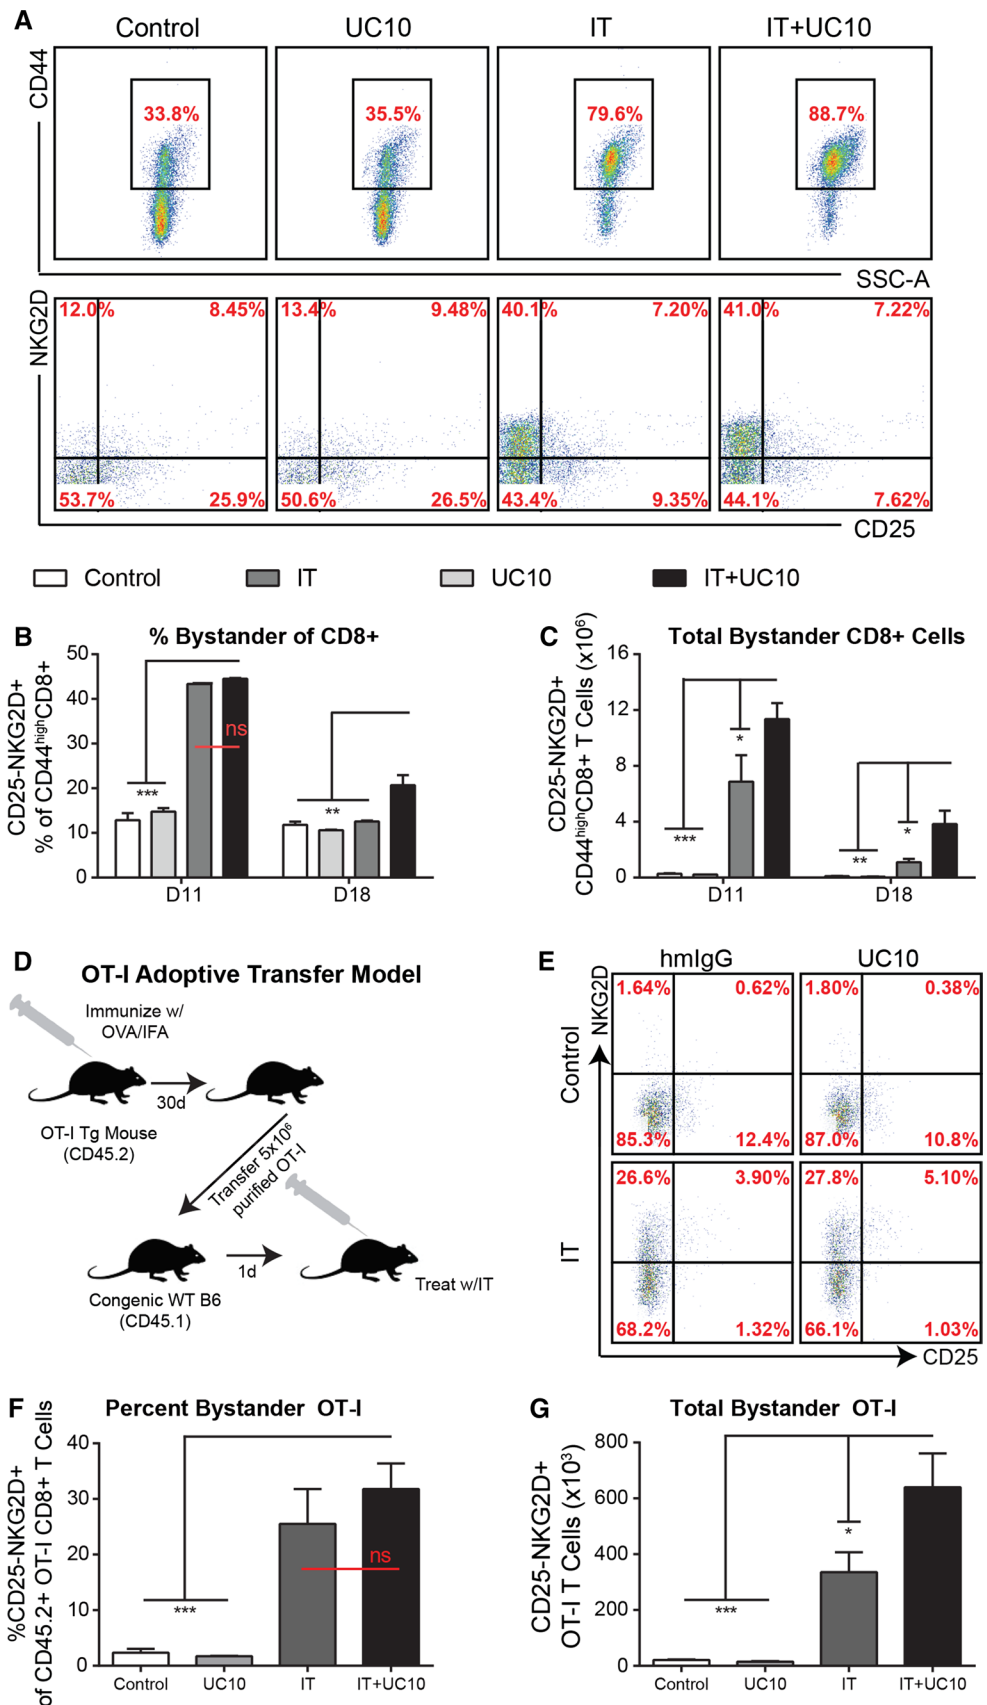 A
Control
UC10
IT
IT+UC10
CD44
33.8%
35.5%
79.6%
88.7%
SSC-A
NKG2D
12.0%
8.45%
13.4%
9.48%
40.1%
7.20%
41.0%
7.22%
53.7%
25.9%
50.6%
26.5%
43.4%
9.35%
44.1%
7.62%
CD25
Control
IT
UC10
IT+UC10
B
% Bystander of CD8+
CD25-NKG2D+
% of CD44highCD8+
50
40
30
20
10
0
***
ns
**
D11
D18
C
Total Bystander CD8+ Cells
CD25-NKG2D+
CD44highCD8+ T Cells (x10⁶)
16
12
8
4
0
***
*
**
*
D11
D18
D
OT-I Adoptive Transfer Model
Immunize w/
OVA/IFA
30d
OT-I Tg Mouse
(CD45.2)
Transfer 5x10⁶
purified OT-I
1d
Congenic WT B6
(CD45.1)
Treat w/IT
E
hmIgG
UC10
NKG2D
Control
1.64%
0.62%
1.80%
0.38%
85.3%
12.4%
87.0%
10.8%
IT
26.6%
3.90%
27.8%
5.10%
68.2%
1.32%
66.1%
1.03%
CD25
F
Percent Bystander OT-I
%CD25-NKG2D+
of CD45.2+ OT-I CD8+ T Cells
40
30
20
10
0
***
ns
Control
UC10
IT
IT+UC10
G
Total Bystander OT-I
CD25-NKG2D+
OT-I T Cells (x10³)
800
600
400
200
0
***
*
Control
UC10
IT
IT+UC10